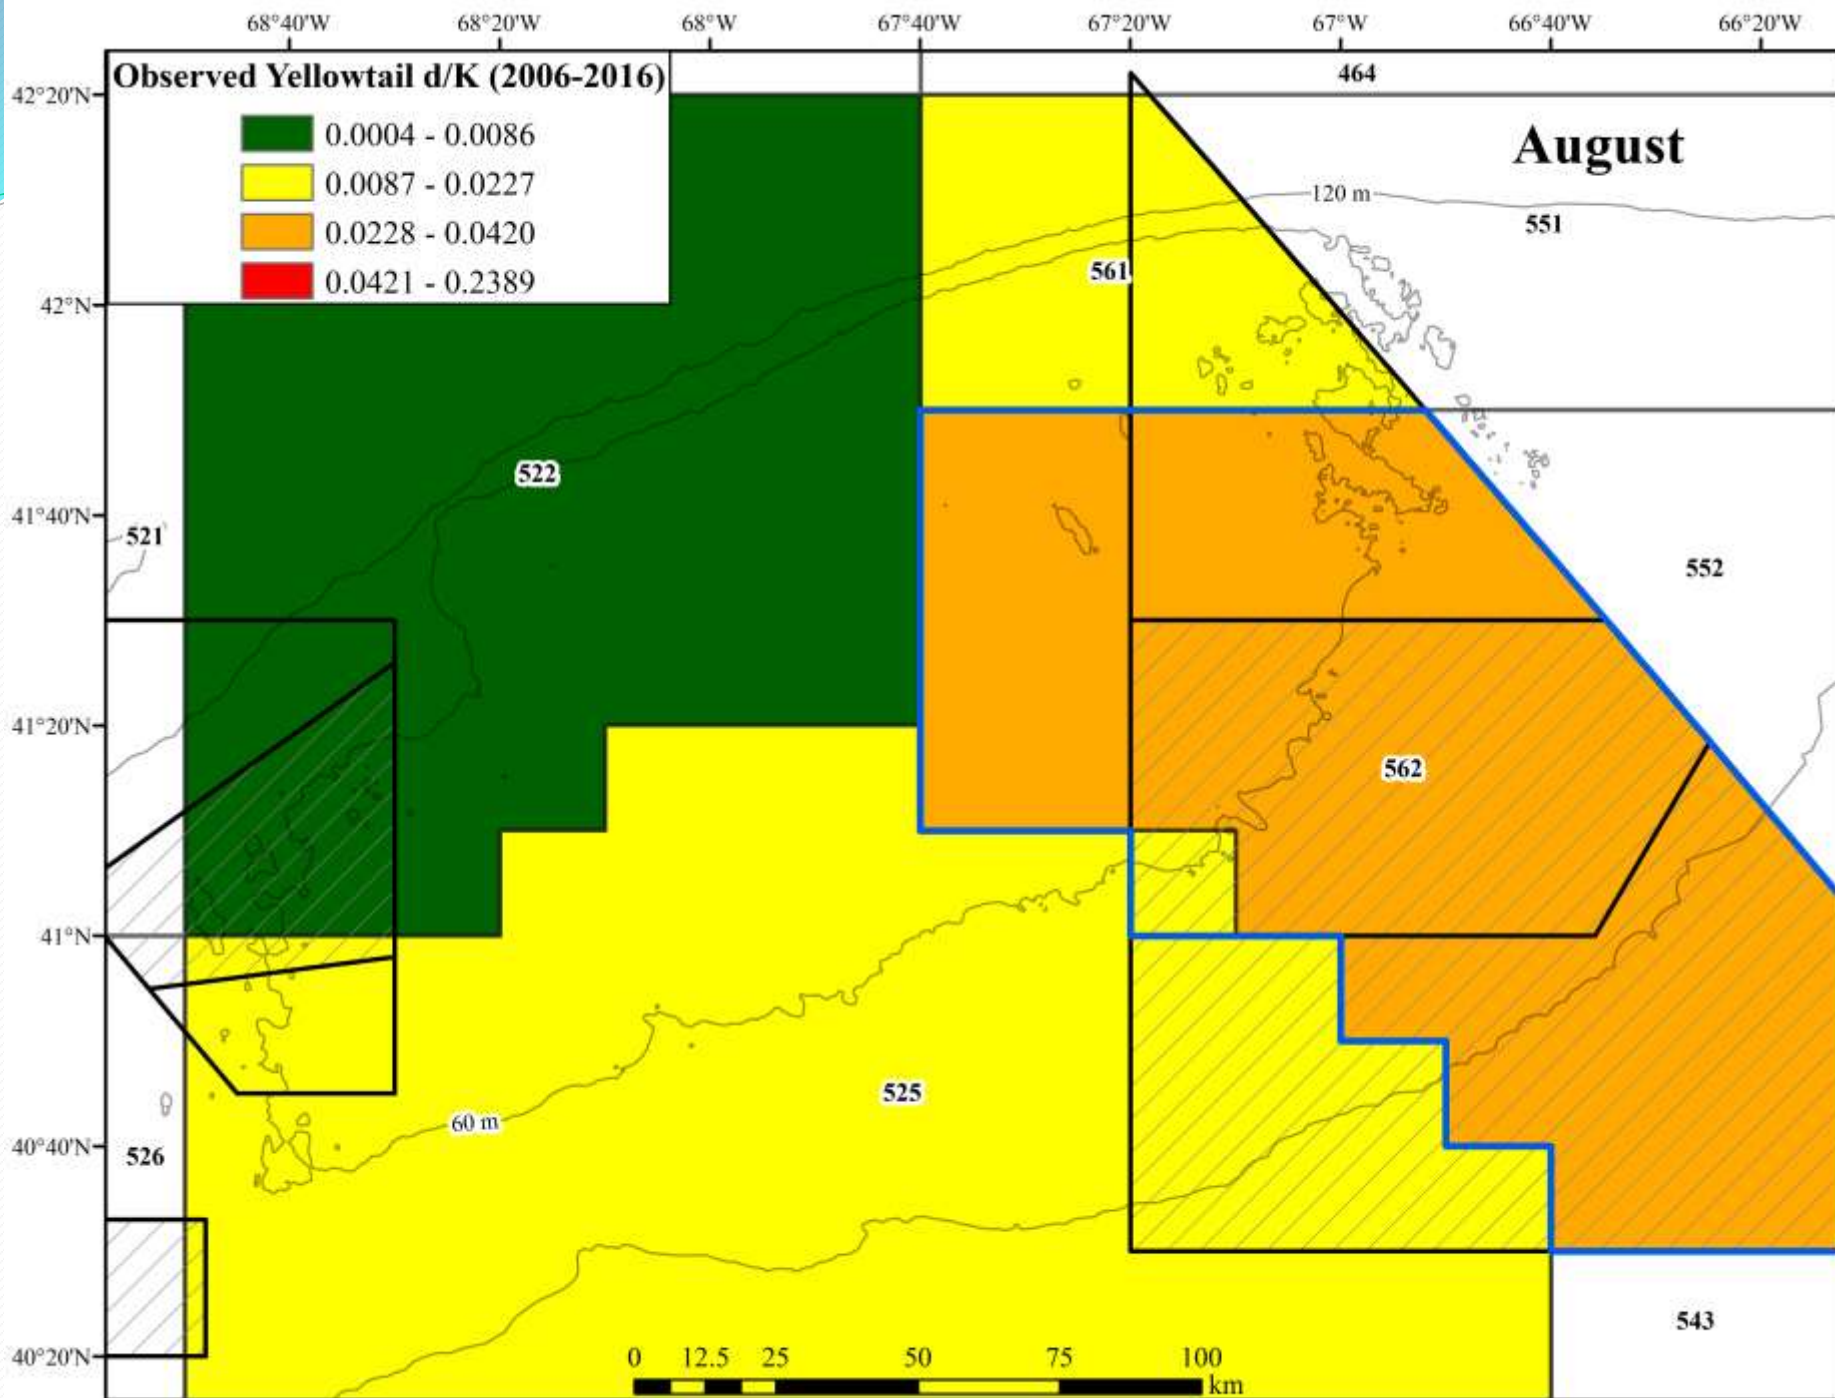 68°40'W 68°20'W 68°W 67°40'W 67°20'W 67°W 66°40'W 66°20'W
Observed Yellowtail d/K (2006-2016)
464
42°20'N
0.0004 - 0.0086
August
0.0087 - 0.0227
120 m
551
0.0228 - 0.0420
561
0.0421 - 0.2389
42°N
522
41°40'N
521
552
41°20'N
562
41°N
525
60 m
40°40'N
526
543
40°20'N
0 12.5 25 50 75 100
km